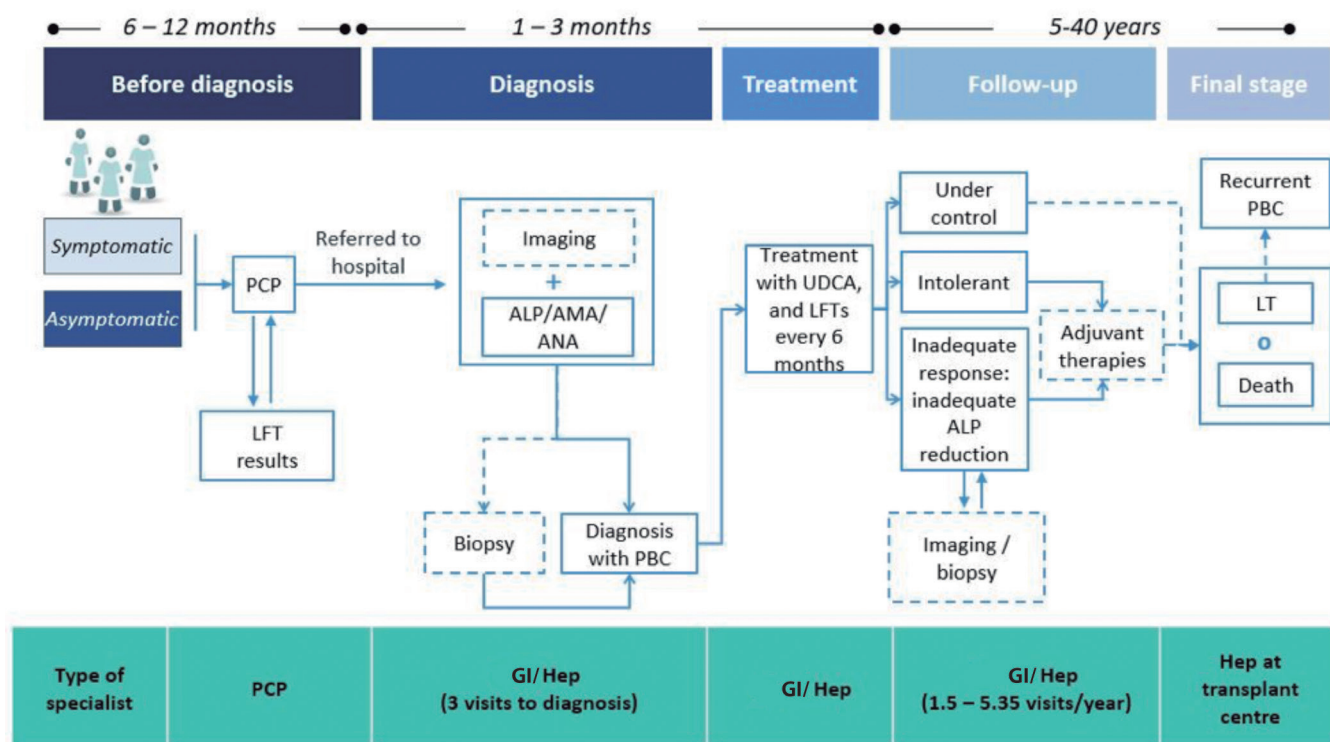 6 – 12 months
1 – 3 months
5-40 years
Before diagnosis
Diagnosis
Treatment
Follow-up
Final stage
Symptomatic
Asymptomatic
PCP
LFT
results
Referred to
hospital
Imaging
+
ALP/AMA/
ANA
Biopsy
Diagnosis
with PBC
Treatment
with UDCA,
and LFTs
every 6
months
Under
control
Intolerant
Inadequate
response:
inadequate
ALP
reduction
Imaging /
biopsy
Adjuvant
therapies
Recurrent
PBC
LT
o
Death
Type of
specialist
PCP
GI/ Hep
(3 visits to diagnosis)
GI/ Hep
GI/ Hep
(1.5 – 5.35 visits/year)
Hep at
transplant
centre